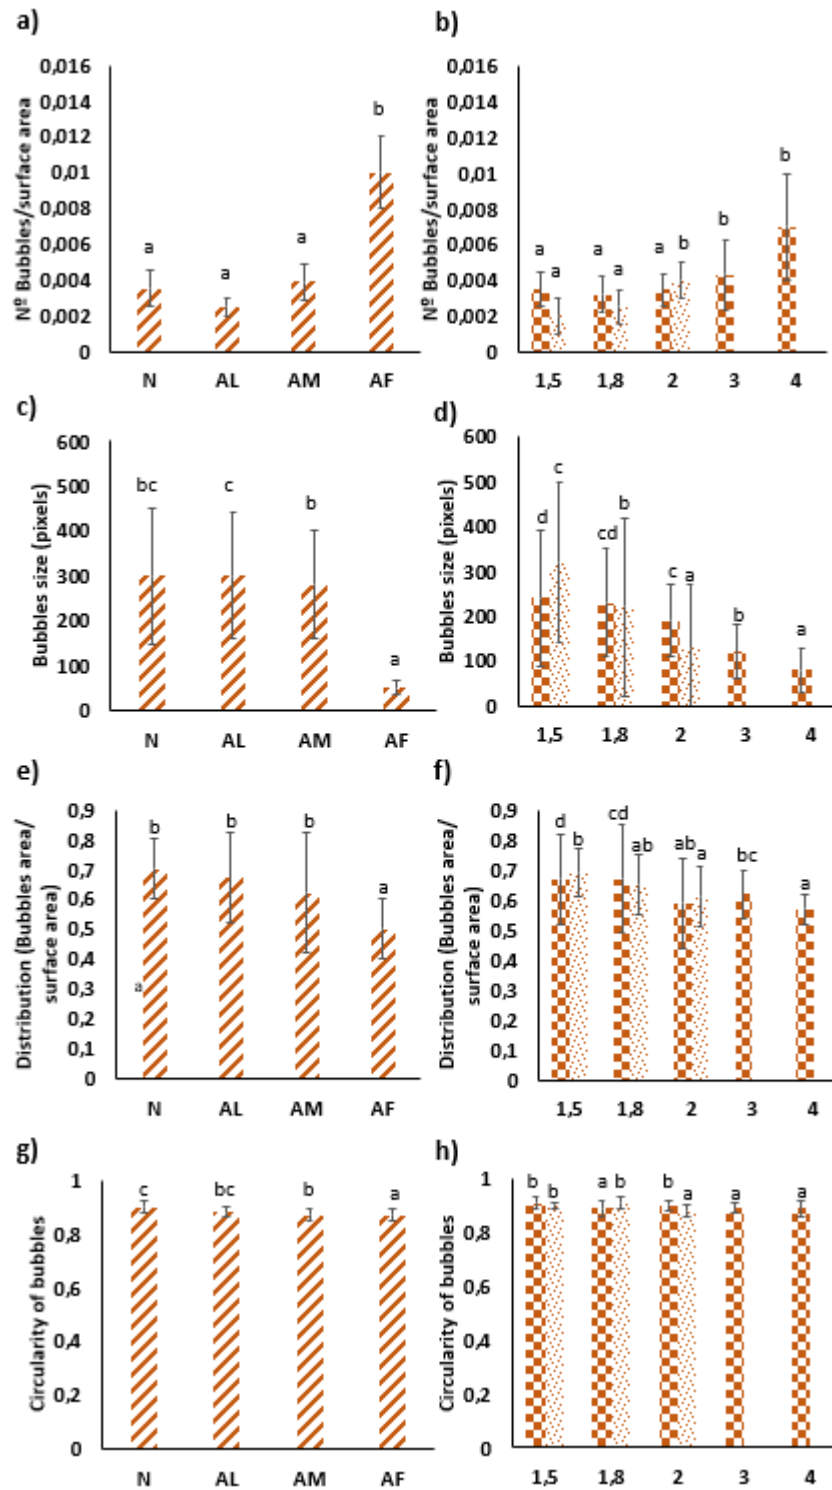 a)
Nº Bubbles/surface area
0,016
0,014
0,012
0,01
0,008
0,006
0,004
0,002
0
a
a
a
b
N AL AM AF
b)
Nº Bubbles/surface area
0,016
0,014
0,012
0,01
0,008
0,006
0,004
0,002
0
a a a a a b b b
1,5 1,8 2 3 4
c)
Bubbles size (pixels)
600
500
400
300
200
100
0
bc c b a
N AL AM AF
d)
Bubbles size (pixels)
600
500
400
300
200
100
0
d c cd b c a b a
1,5 1,8 2 3 4
e)
Distribution (Bubbles area/
surface area)
0,9
0,8
0,7
0,6
0,5
0,4
0,3
0,2
0,1
0
b b b a
a
N AL AM AF
f)
Distribution (Bubbles area/
surface area)
0,9
0,8
0,7
0,6
0,5
0,4
0,3
0,2
0,1
0
d b cd ab ab a bc a
1,5 1,8 2 3 4
g)
Circularity of bubbles
1
0,8
0,6
0,4
0,2
0
c bc b a
N AL AM AF
h)
Circularity of bubbles
1
0,8
0,6
0,4
0,2
0
b b a b b a a a
1,5 1,8 2 3 4